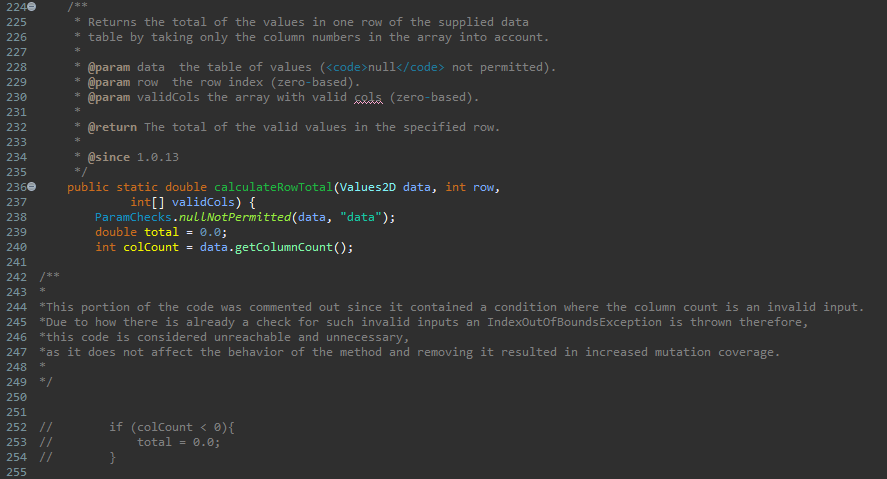 224 /**
225 * Returns the total of the values in one row of the supplied data
226 * table by taking only the column numbers in the array into account.
227 *
228 * @param data  the table of values (<code>null</code> not permitted).
229 * @param row  the row index (zero-based).
230 * @param validCols the array with valid cols (zero-based).
231 *
232 * @return The total of the valid values in the specified row.
233 *
234 * @since 1.0.13
235 */
236 public static double calculateRowTotal(Values2D data, int row,
237 int[] validCols) {
238 ParamChecks.nullNotPermitted(data, "data");
239 double total = 0.0;
240 int colCount = data.getColumnCount();
241
242 /**
243 *
244 *This portion of the code was commented out since it contained a condition where the column count is an invalid input.
245 *Due to how there is already a check for such invalid inputs an IndexOutOfBoundsException is thrown therefore,
246 *this code is considered unreachable and unnecessary,
247 *as it does not affect the behavior of the method and removing it resulted in increased mutation coverage.
248 *
249 */
250
251
252 // if (colCount < 0){
253 // total = 0.0;
254 // }
255